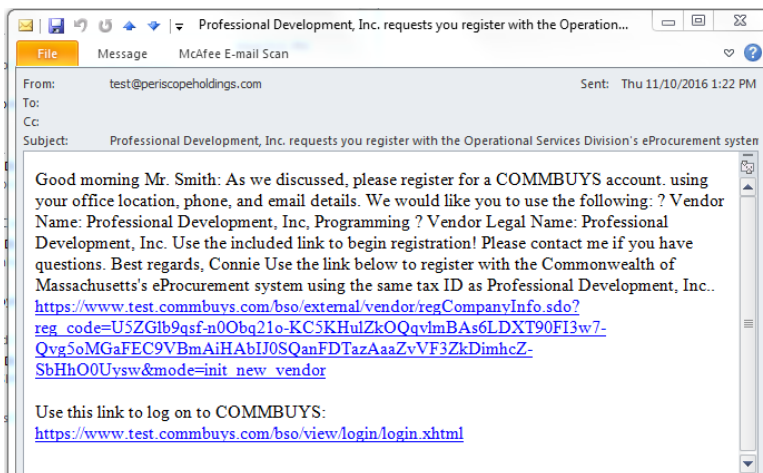 Professional Development, Inc. requests you register with the Operation...
File Message McAfee E-mail Scan
From: test@periscopeholdings.com Sent: Thu 11/10/2016 1:22 PM
To:
Cc:
Subject: Professional Development, Inc. requests you register with the Operational Services Division's eProcurement system
Good morning Mr. Smith: As we discussed, please register for a COMMBUYS account. using
your office location, phone, and email details. We would like you to use the following: ? Vendor
Name: Professional Development, Inc, Programming ? Vendor Legal Name: Professional
Development, Inc. Use the included link to begin registration! Please contact me if you have
questions. Best regards, Connie Use the link below to register with the Commonwealth of
Massachusetts's eProcurement system using the same tax ID as Professional Development, Inc..
https://www.test.commbuys.com/bso/external/vendor/regCompanyInfo.sdo?
reg_code=U5ZGlb9qsf-n0Obq21o-KC5KHulZkOQqvlmBAs6LDXT90FI3w7-
Qvg5oMGaFEC9VBmAiHAbIJ0SQanFDTazAaaZvVF3ZkDimhcZ-
SbHhO0Uysw&mode=init_new_vendor
Use this link to log on to COMMBUYS:
https://www.test.commbuys.com/bso/view/login/login.xhtml